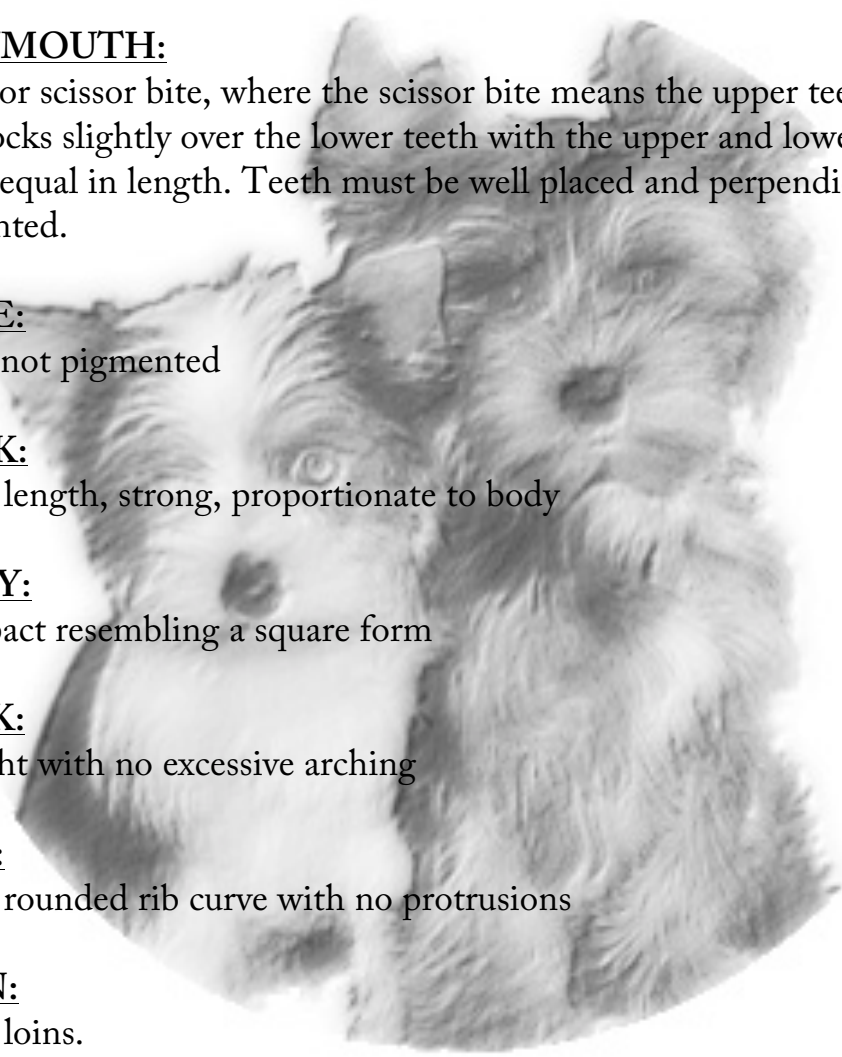 MOUTH:
or scissor bite, where the scissor bite means the upper tee
ocks slightly over the lower teeth with the upper and lowe
equal in length. Teeth must be well placed and perpendi
nted.
E:
not pigmented
K:
length, strong, proportionate to body
Y:
pact resembling a square form
K:
ht with no excessive arching
:
rounded rib curve with no protrusions
N:
loins.